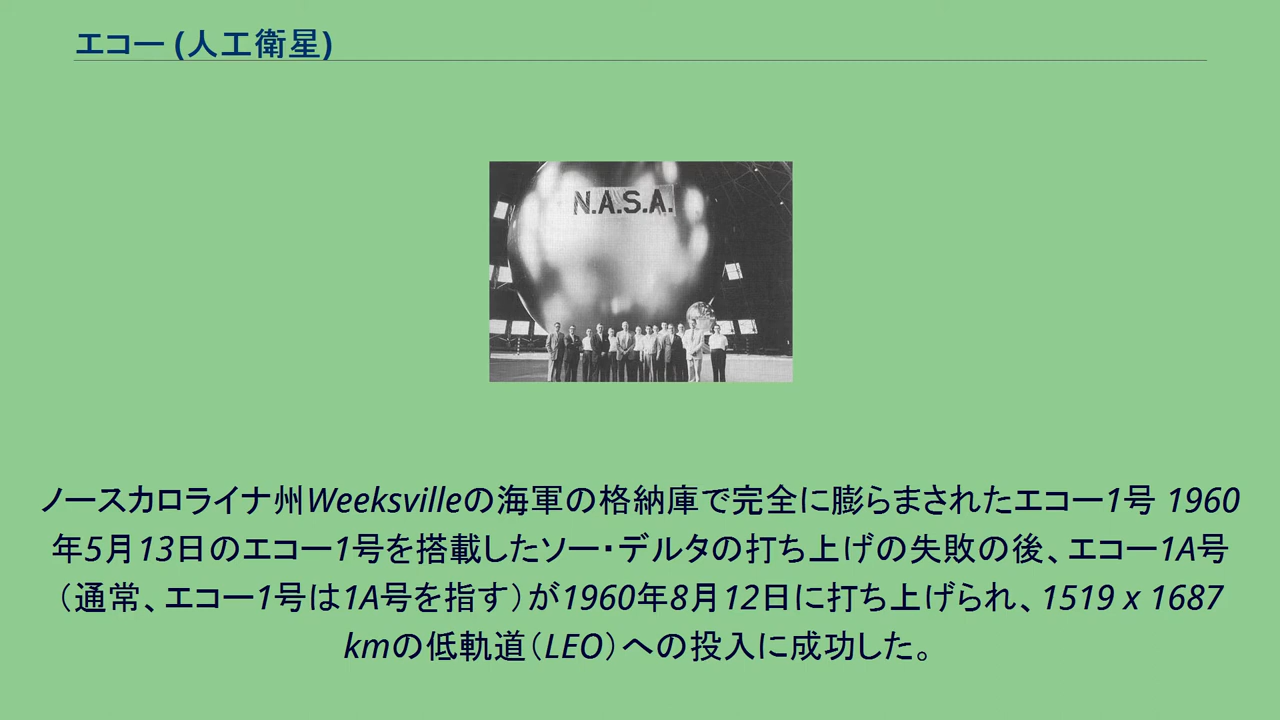 エコー (人工衛星)
N.A.S.A.
ノースカロライナ州Weeksvilleの海軍の格納庫で完全に膨らまされたエコー1号 1960
年5月13日のエコー1号を搭載したソー・デルタの打ち上げの失敗の後、エコー1A号
（通常、エコー1号は1A号を指す）が1960年8月12日に打ち上げられ、1519 x 1687
kmの低軌道（LEO）への投入に成功した。